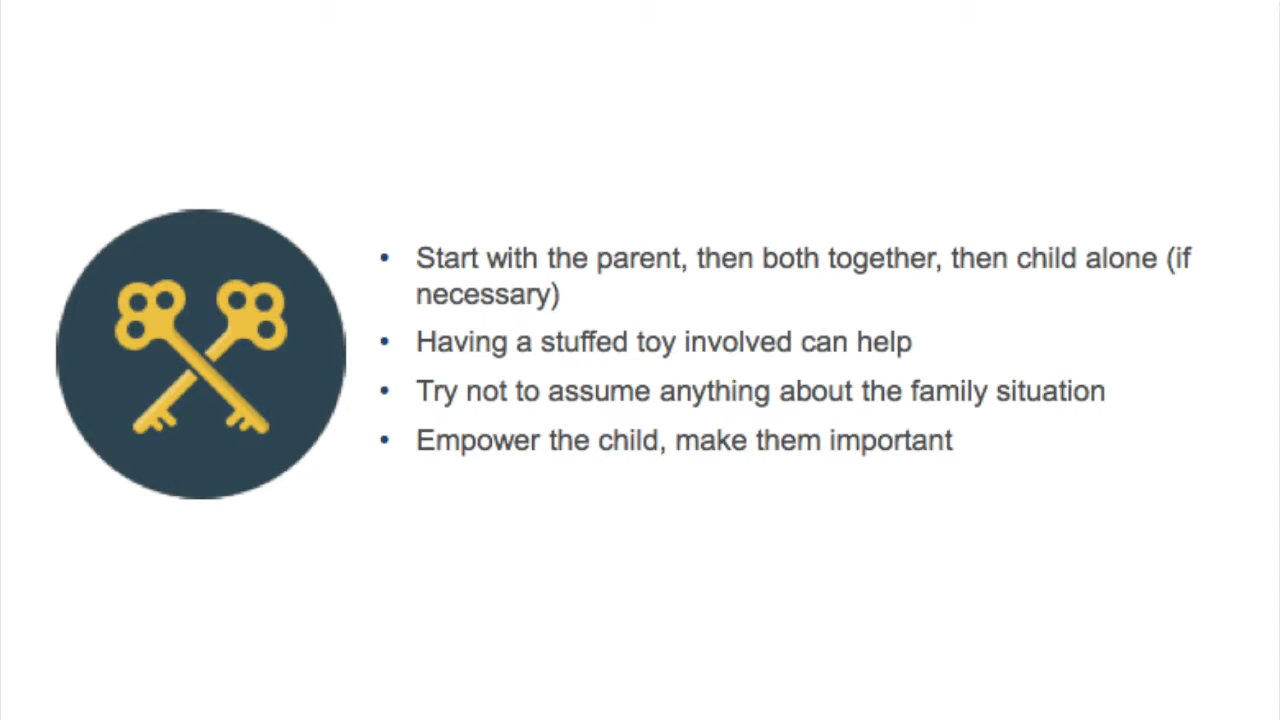 • Start with the parent, then both together, then child alone (if
necessary)
• Having a stuffed toy involved can help
• Try not to assume anything about the family situation
• Empower the child, make them important